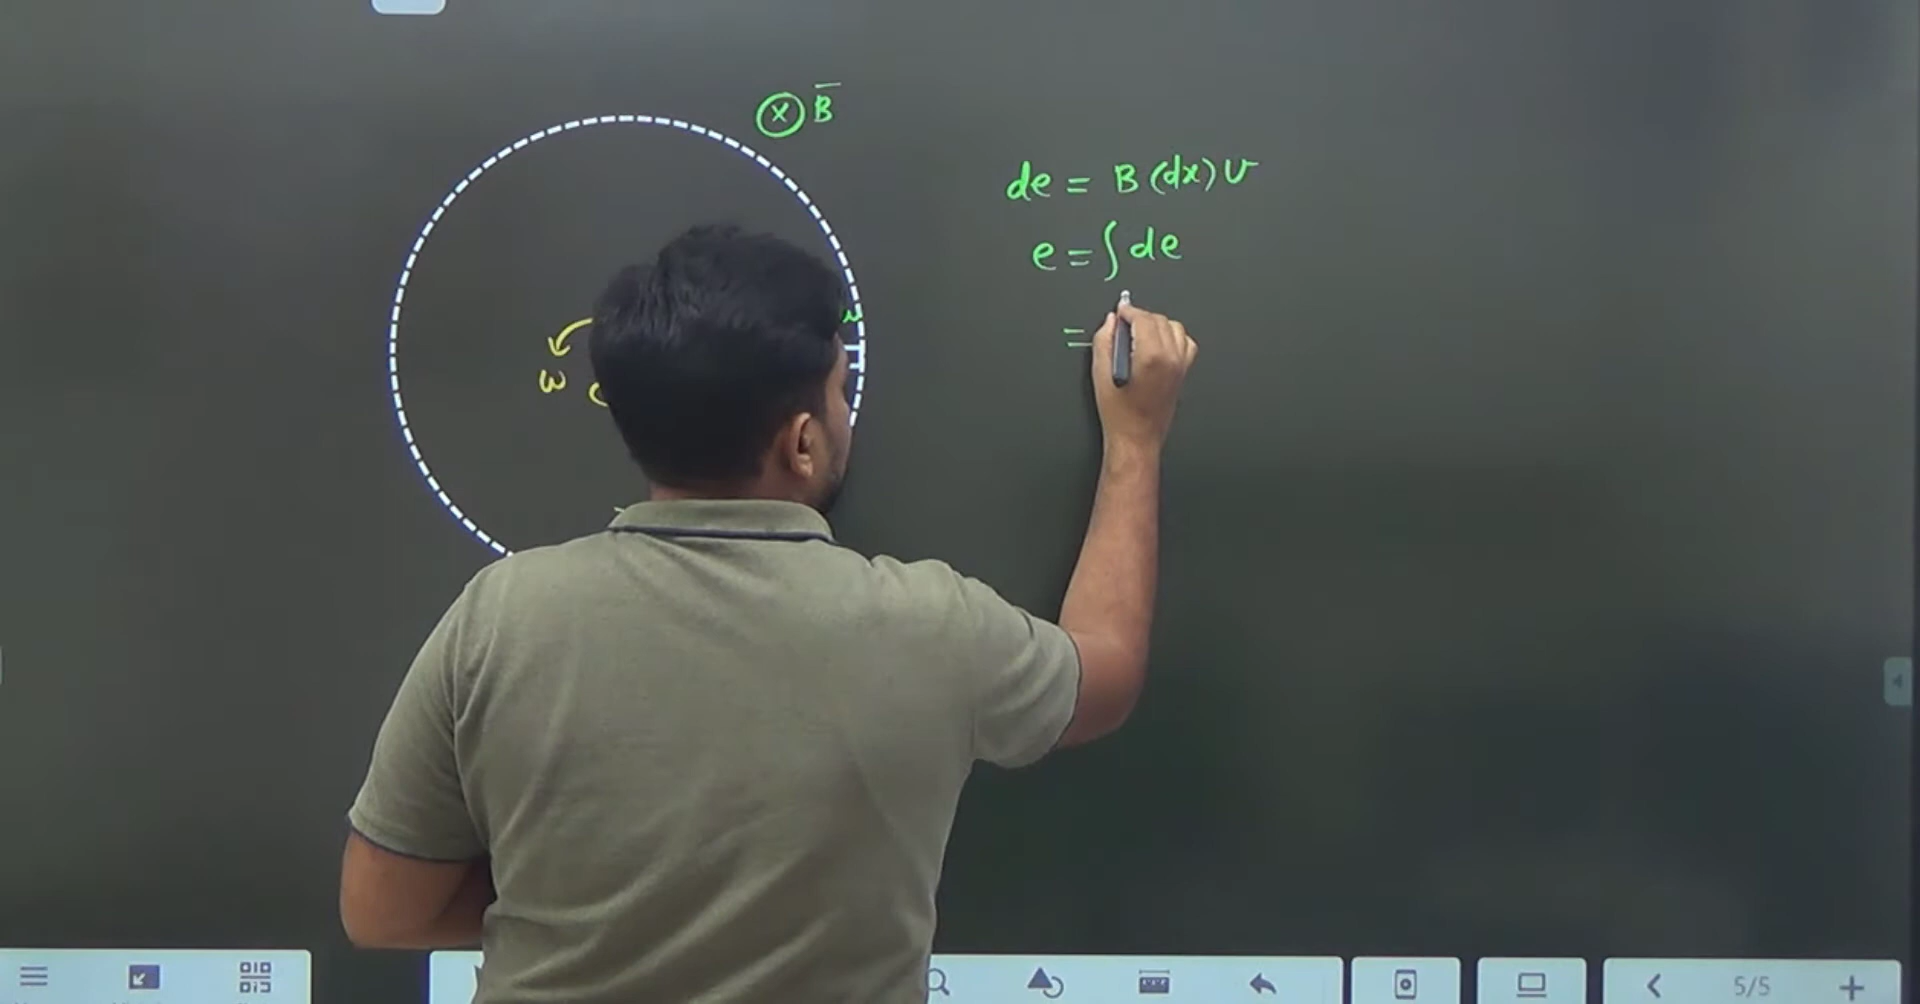 ⓧ B̅
de = B (dx) v
e = ∫ de
=
ω
5/5